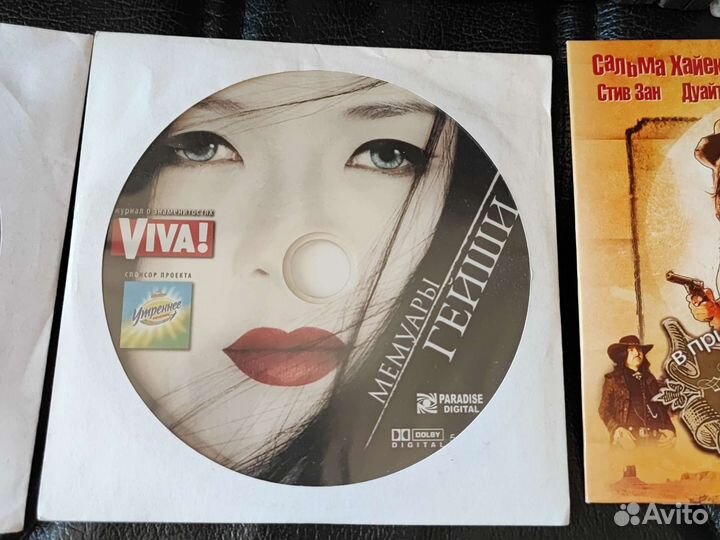 журнал о знаменитостях
VIVA!
СПОНСОР ПРОЕКТА
Утреннее
МЕМУАРЫ
ГЕЙШИ
PARADISE
DIGITAL
DOLBY
DIGITAL
Сальма Хайек
Стив Зан
В
Avito